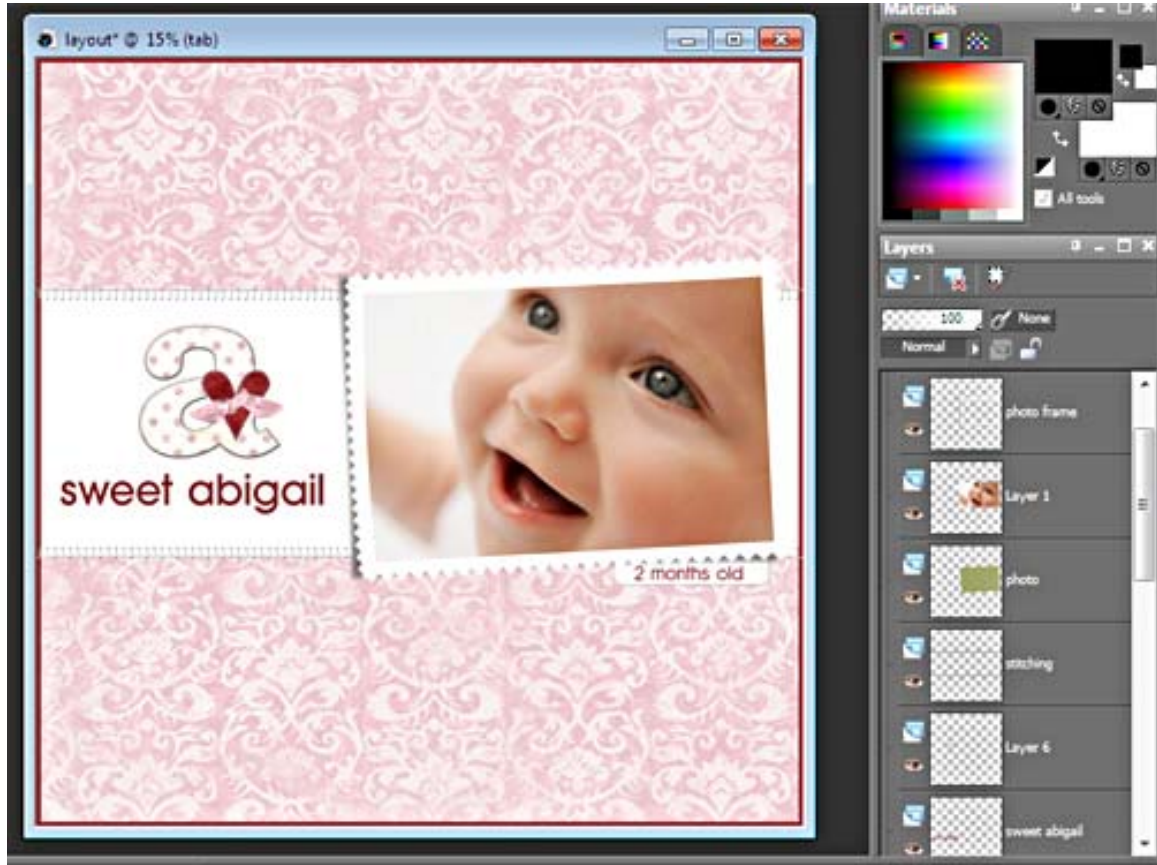 layout* @ 15% (tab)
Materials
All tools
Layers
100
None
Normal
photo frame
Layer 1
photo
stitching
Layer 6
sweet abigail
a
sweet abigail
2 months old